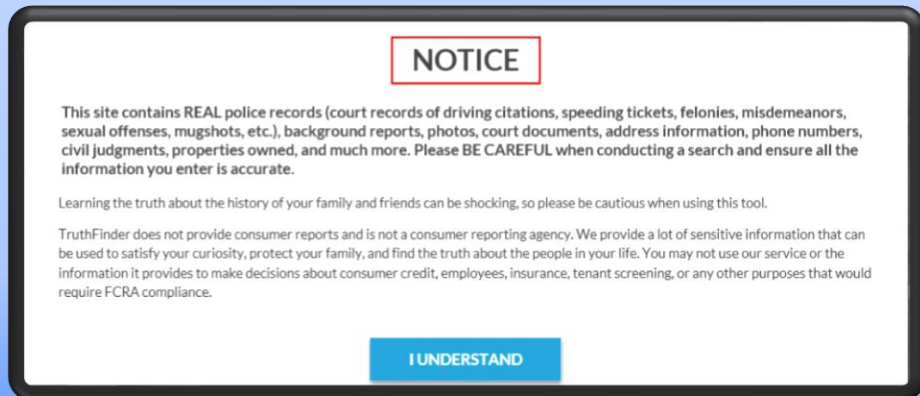 NOTICE
This site contains REAL police records (court records of driving citations, speeding tickets, felonies, misdemeanors,
sexual offenses, mugshots, etc.), background reports, photos, court documents, address information, phone numbers,
civil judgments, properties owned, and much more. Please BE CAREFUL when conducting a search and ensure all the
information you enter is accurate.
Learning the truth about the history of your family and friends can be shocking, so please be cautious when using this tool.
TruthFinder does not provide consumer reports and is not a consumer reporting agency. We provide a lot of sensitive information that can
be used to satisfy your curiosity, protect your family, and find the truth about the people in your life. You may not use our service or the
information it provides to make decisions about consumer credit, employees, insurance, tenant screening, or any other purposes that would
require FCRA compliance.
I UNDERSTAND